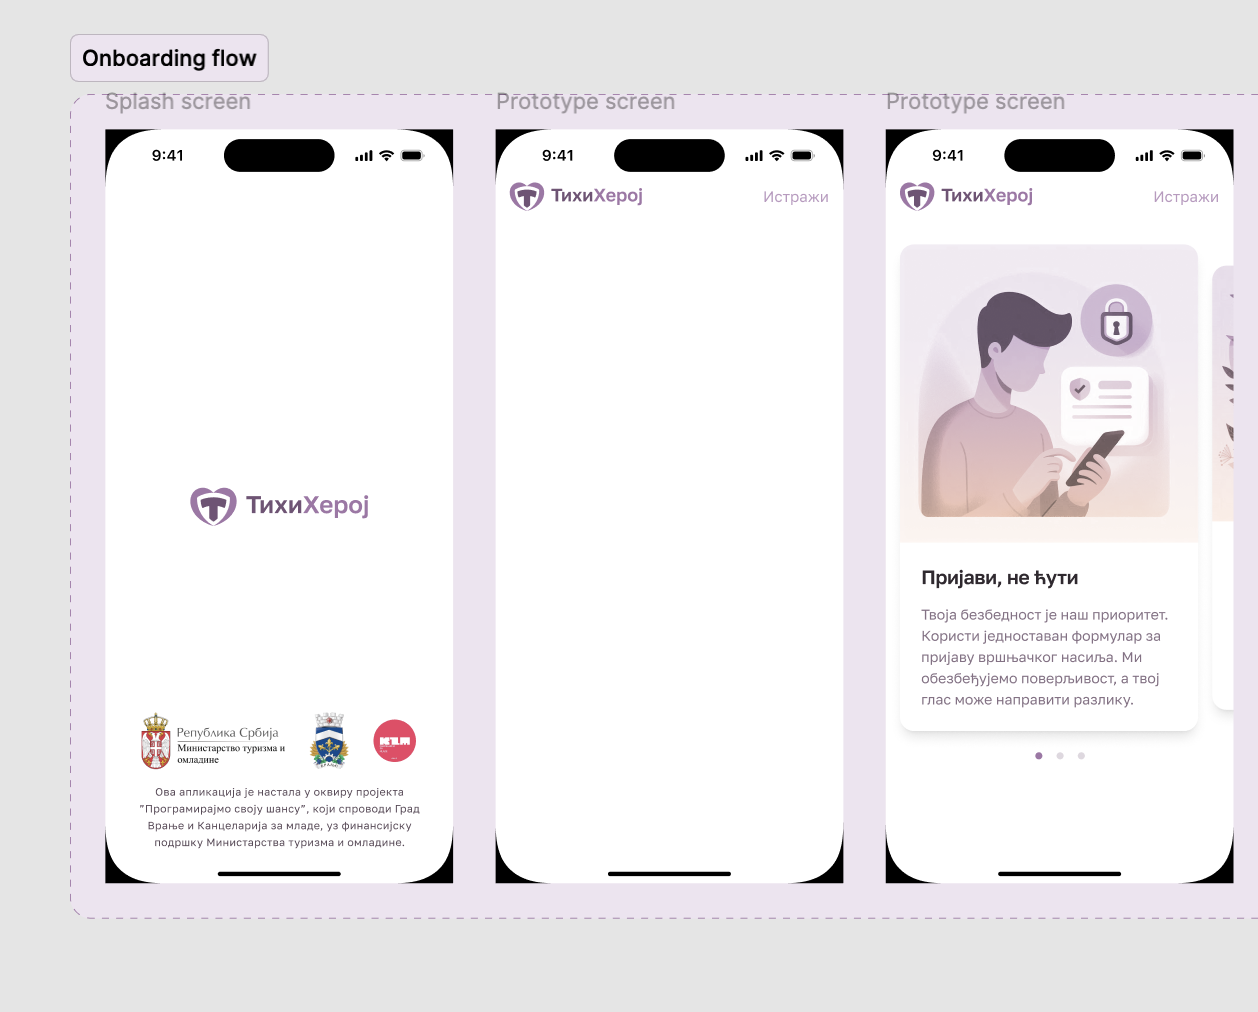 Onboarding flow
Splash screen
9:41
ТихиХерој
Република Србија
Министарство туризма и
омладине
Ова апликација је настала у оквиру пројекта
”Програмирајмо своју шансу”, који спроводи Град
Врање и Канцеларија за младе, уз финансијску
подршку Министарства туризма и омладине.
Prototype screen
9:41
ТихиХерој
Истражи
Prototype screen
9:41
ТихиХерој
Истражи
Пријави, не ћути
Твоја безбедност је наш приоритет.
Користи једноставан формулар за
пријаву вршњачког насиља. Ми
обезбеђујемо поверљивост, а твој
глас може направити разлику.